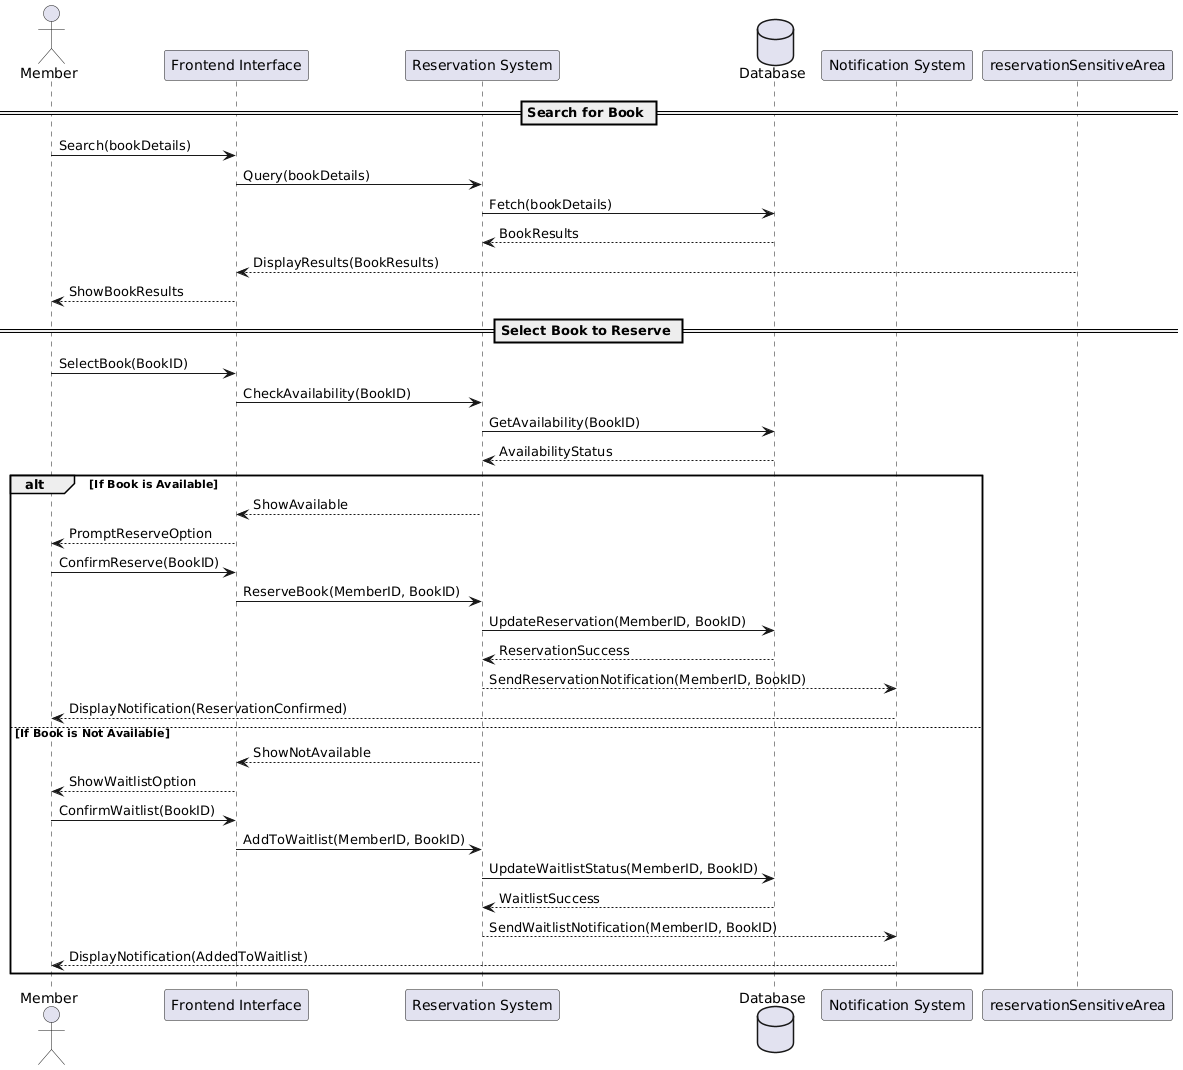 Member
Frontend Interface
Reservation System
Database
Notification System
reservationSensitiveArea
Search for Book
Search(bookDetails)
Query(bookDetails)
Fetch(bookDetails)
BookResults
DisplayResults(BookResults)
ShowBookResults
Select Book to Reserve
SelectBook(BookID)
CheckAvailability(BookID)
GetAvailability(BookID)
AvailabilityStatus
alt
[If Book is Available]
ShowAvailable
PromptReserveOption
ConfirmReserve(BookID)
ReserveBook(MemberID, BookID)
UpdateReservation(MemberID, BookID)
ReservationSuccess
SendReservationNotification(MemberID, BookID)
DisplayNotification(ReservationConfirmed)
[If Book is Not Available]
ShowNotAvailable
ShowWaitlistOption
ConfirmWaitlist(BookID)
AddToWaitlist(MemberID, BookID)
UpdateWaitlistStatus(MemberID, BookID)
WaitlistSuccess
SendWaitlistNotification(MemberID, BookID)
DisplayNotification(AddedToWaitlist)
Member
Frontend Interface
Reservation System
Database
Notification System
reservationSensitiveArea